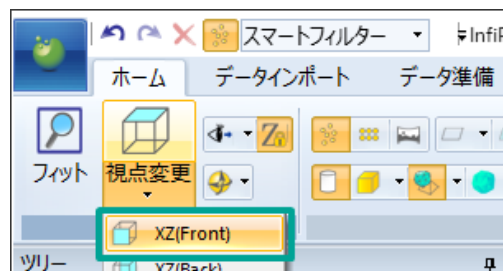 スマートフィルター
ホーム
データインポート
データ準備
フィット
視点変更
XZ(Front)
ツリー
XZ(Back)